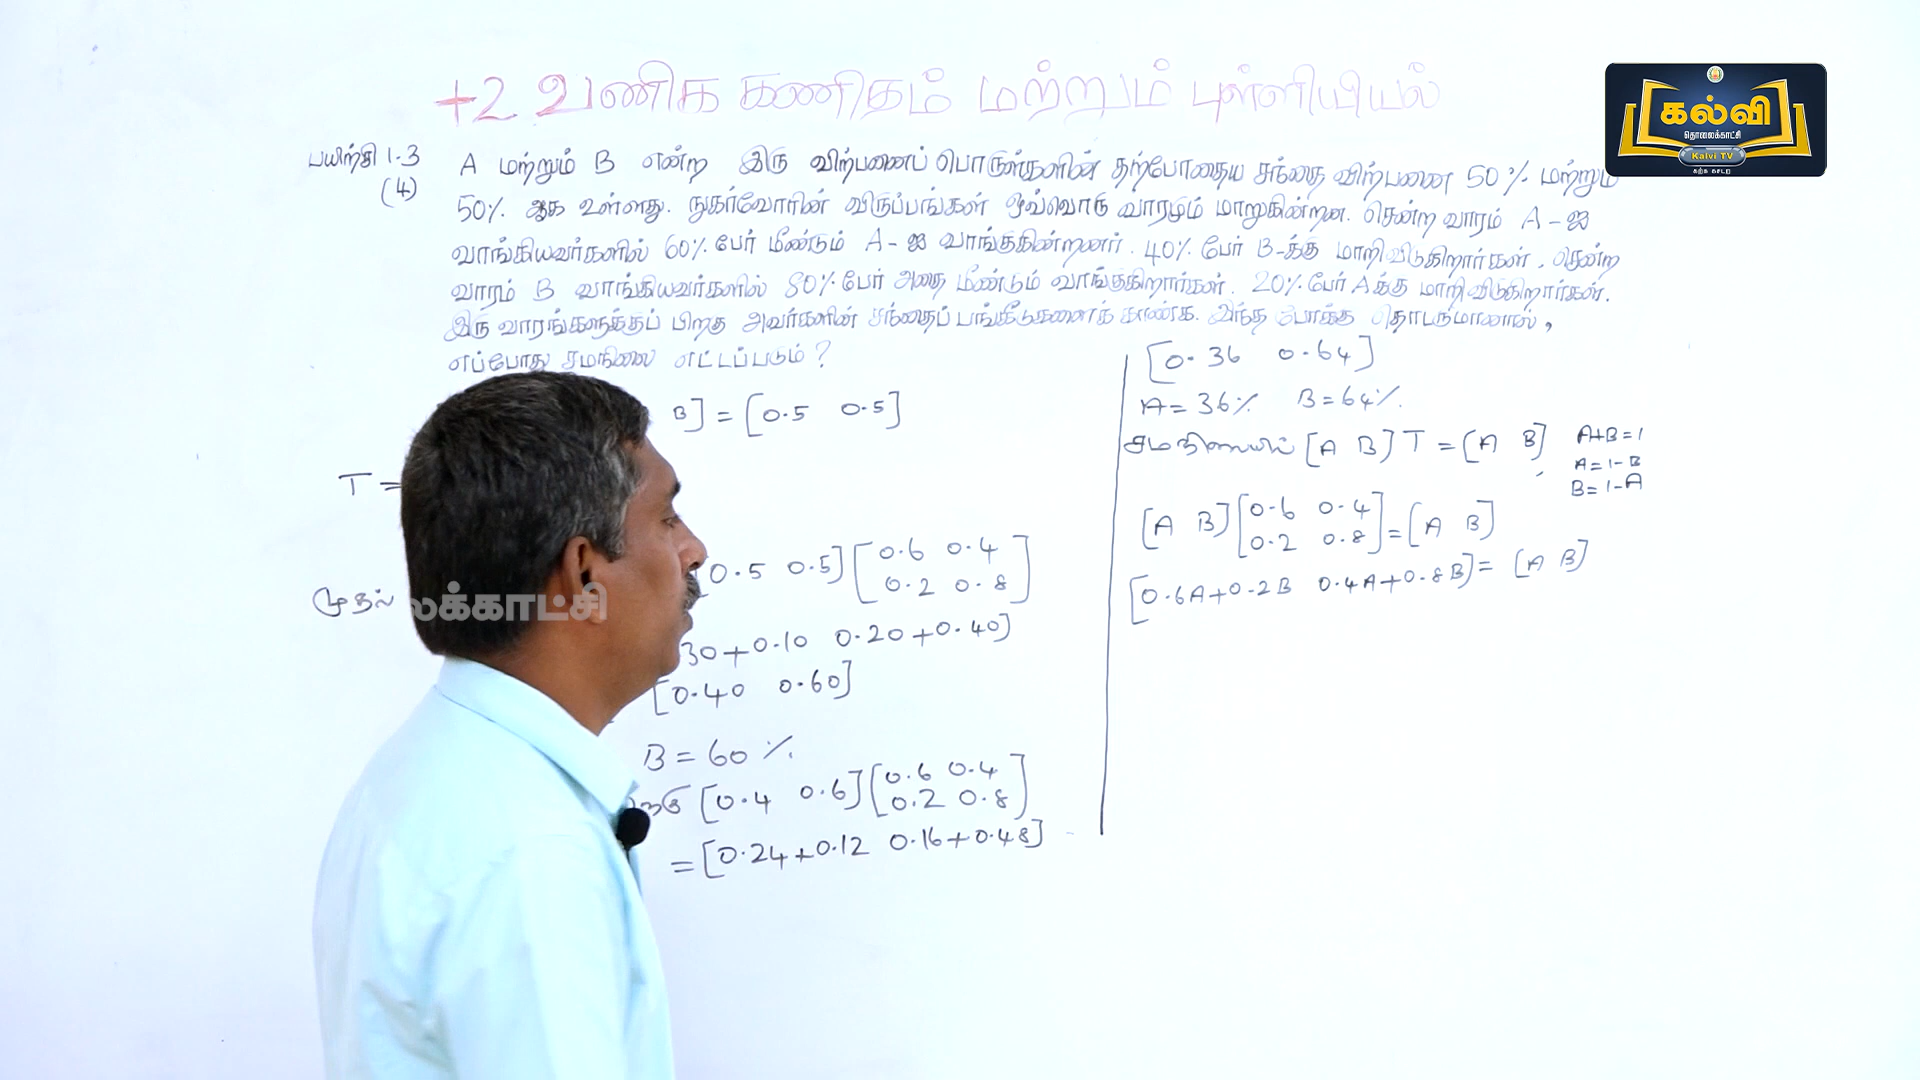 +2 வணிக கணிதம் மற்றும் புள்ளியியல்
கல்வி
தொலைக்காட்சி
Kalvi TV
கற்க கசடற
பயிற்சி 1.3
(4)
A மற்றும் B என்ற இரு விற்பனைப் பொருள்களின் தற்போதைய சந்தை விற்பனை 50% மற்றும்
50% ஆக உள்ளது. நுகர்வோரின் விருப்பங்கள் ஒவ்வொரு வாரமும் மாறுகின்றன. சென்ற வாரம் A-ஐ
வாங்கியவர்களில் 60% பேர் மீண்டும் A-ஐ வாங்குகின்றனர். 40% பேர் B-க்கு மாறிவிடுகிறார்கள். சென்ற
வாரம் B வாங்கியவர்களில் 80% பேர் அதை மீண்டும் வாங்குகிறார்கள். 20% பேர் A க்கு மாறிவிடுகிறார்கள்.
இரு வாரங்களுக்குப் பிறகு அவர்களின் சந்தைப் பங்கீடுகளைக் காண்க. இந்த போக்கு தொடருமானால்,
எப்போது சமநிலை எட்டப்படும்?
B] = [0.5 0.5]
T =
முதல் [0.5 0.5] [0.6 0.4
0.2 0.8]
30+0.10 0.20+0.40]
[0.40 0.60]
B = 60%
[0.4 0.6] [0.6 0.4
0.2 0.8]
= [0.24+0.12 0.16+0.48]
[0.36 0.64]
A = 36% B = 64%.
சமநிலையில் [A B] T = [A B]
A+B=1
A=1-B
B=1-A
[A B] [0.6 0.4
0.2 0.8] = [A B]
[0.6A+0.2B 0.4A+0.8B] = [A B]
லைக்காட்சி